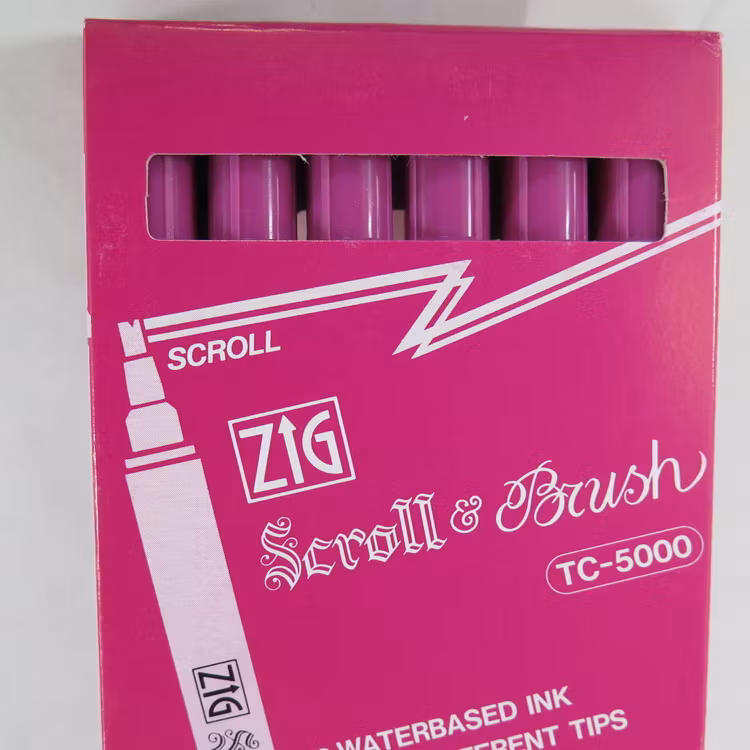 SCROLL
ZIG
Scroll & Brush
TC-5000
WATERBASED INK
TIPS
ZIG